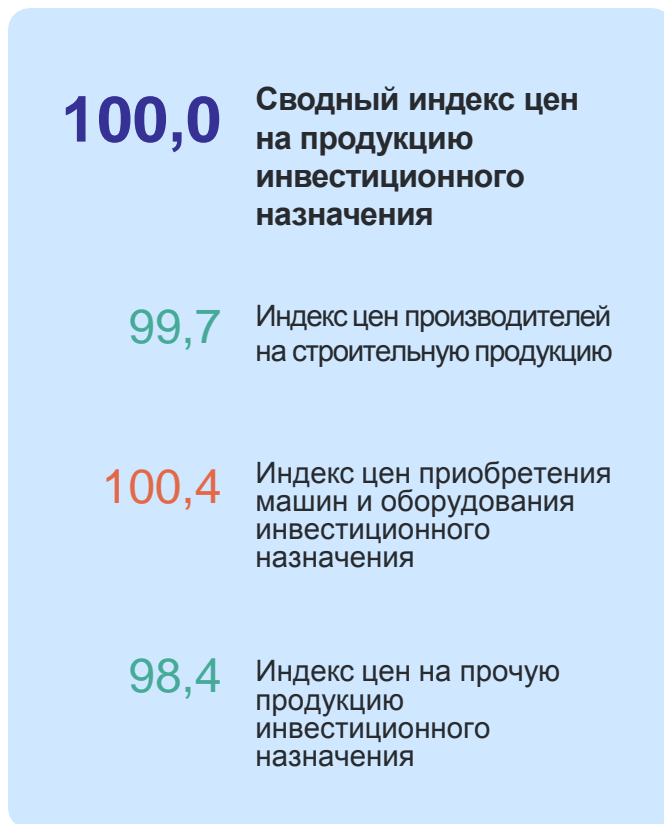 100,0
Сводный индекс цен
на продукцию
инвестиционного
назначения
99,7
Индекс цен производителей
на строительную продукцию
100,4
Индекс цен приобретения
машин и оборудования
инвестиционного
назначения
98,4
Индекс цен на прочую
продукцию
инвестиционного
назначения